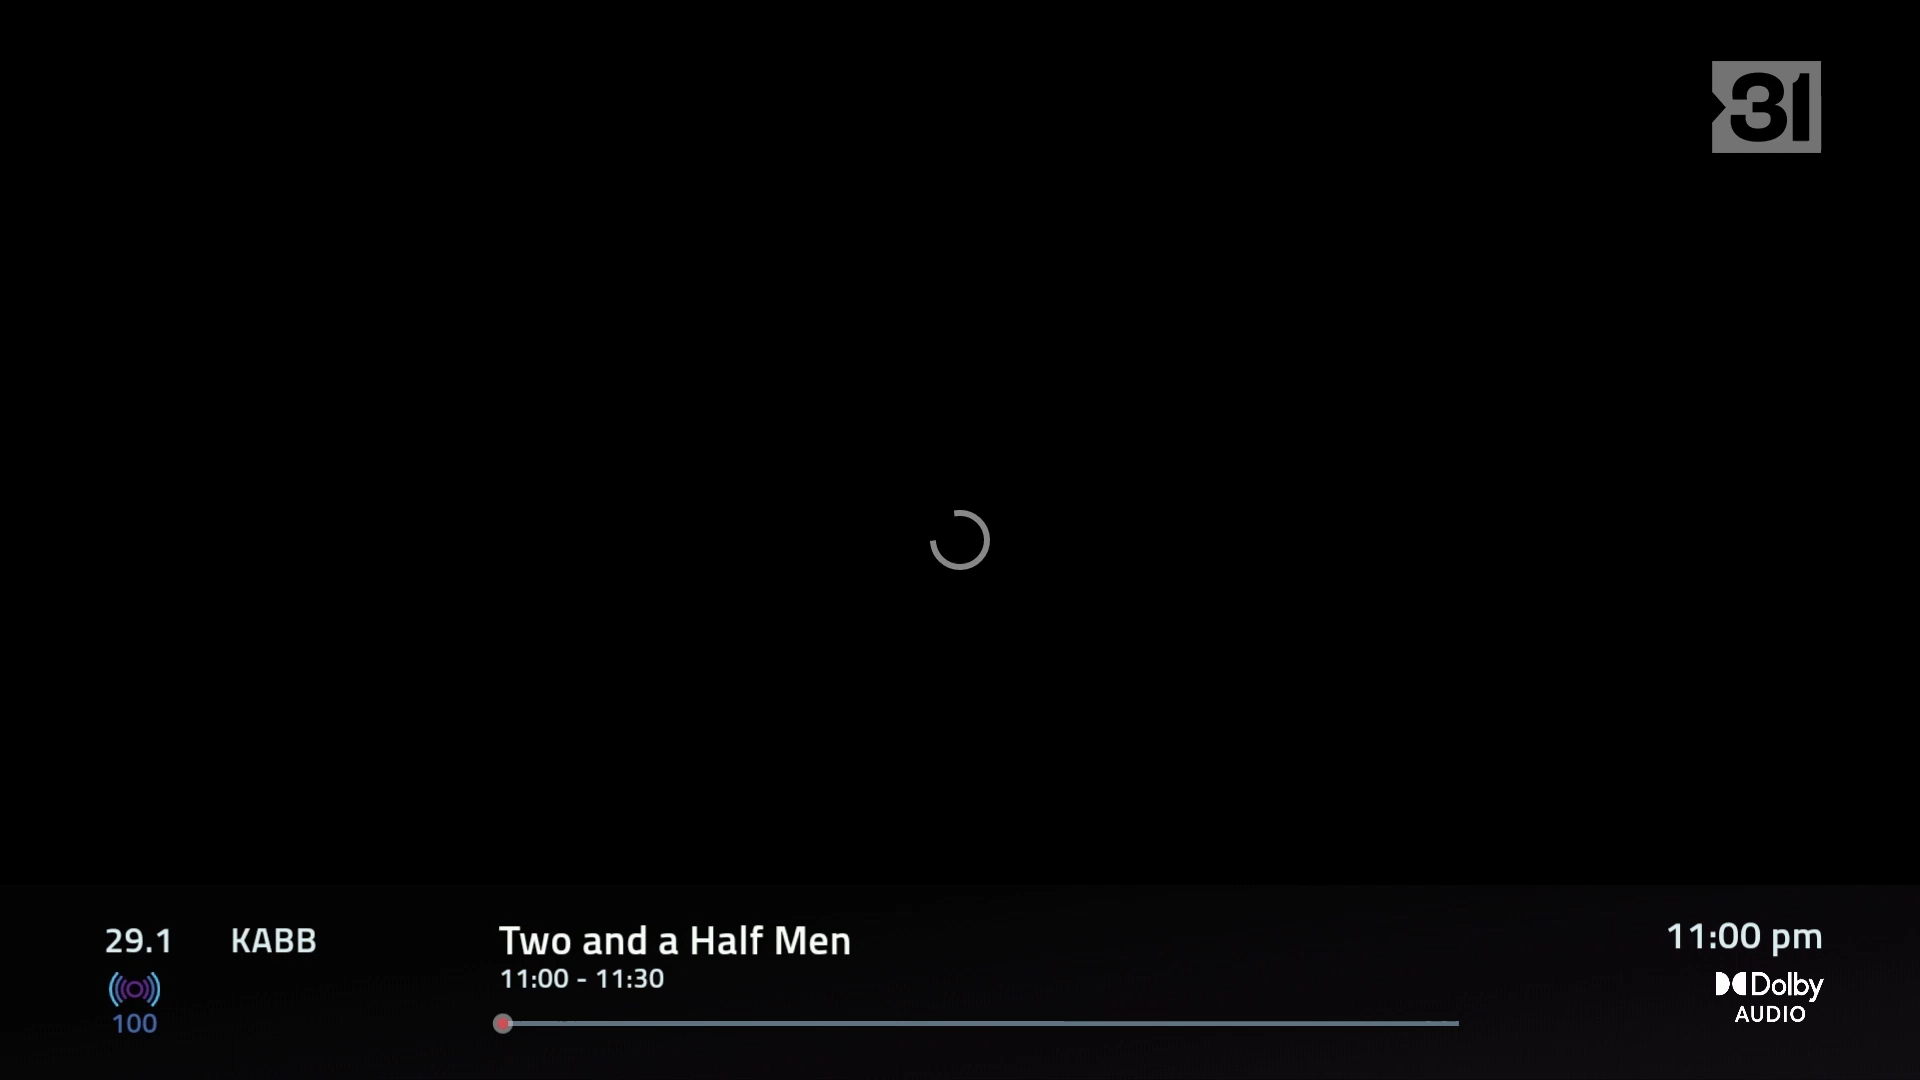 31
29.1 KABB
100
Two and a Half Men
11:00 - 11:30
11:00 pm
Dolby
AUDIO